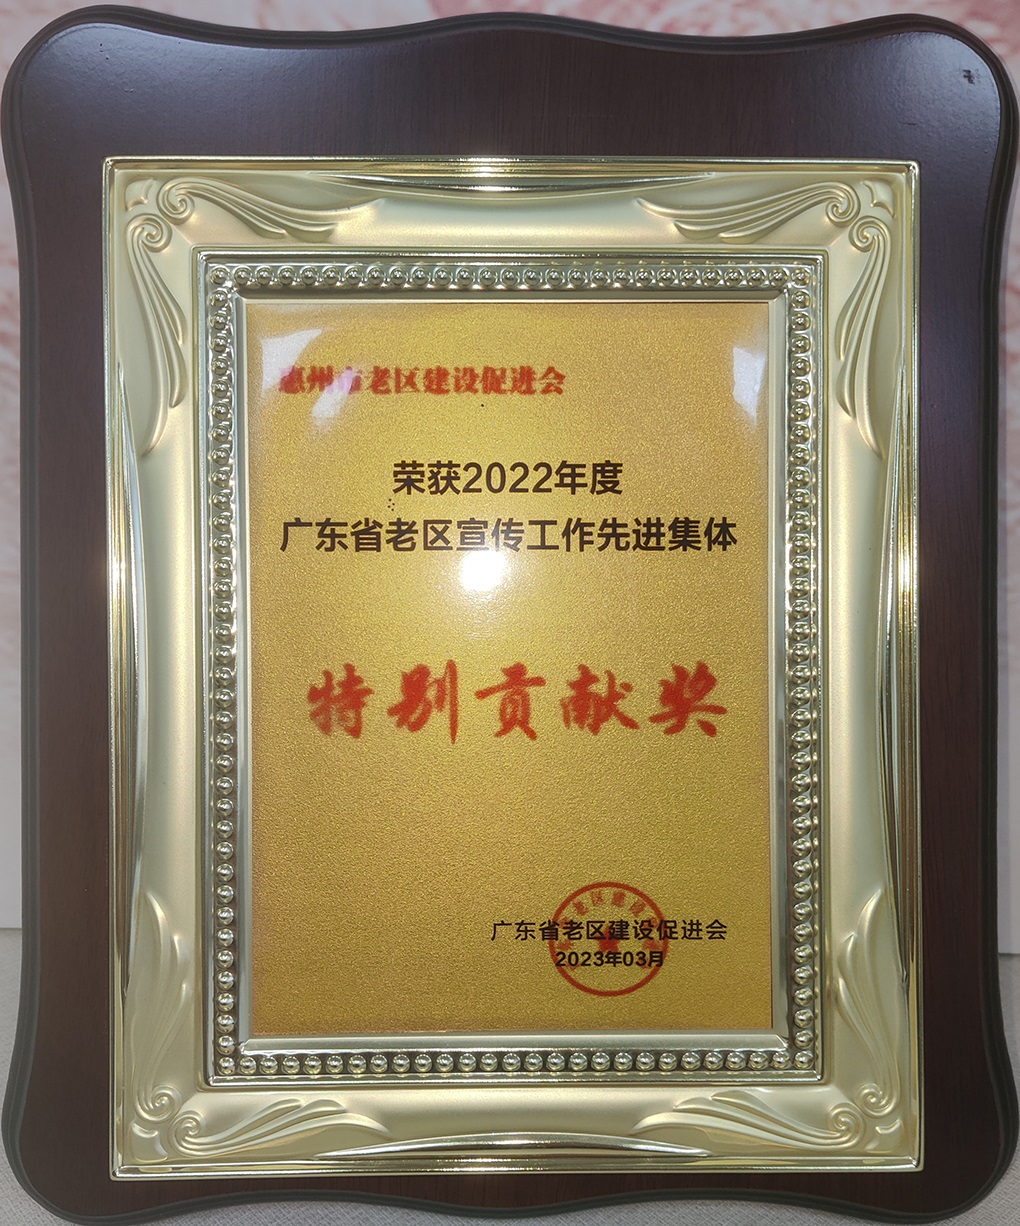 惠州市老区建设促进会
荣获2022年度
广东省老区宣传工作先进集体
特别贡献奖
广东省老区建设促进会
2023年03月